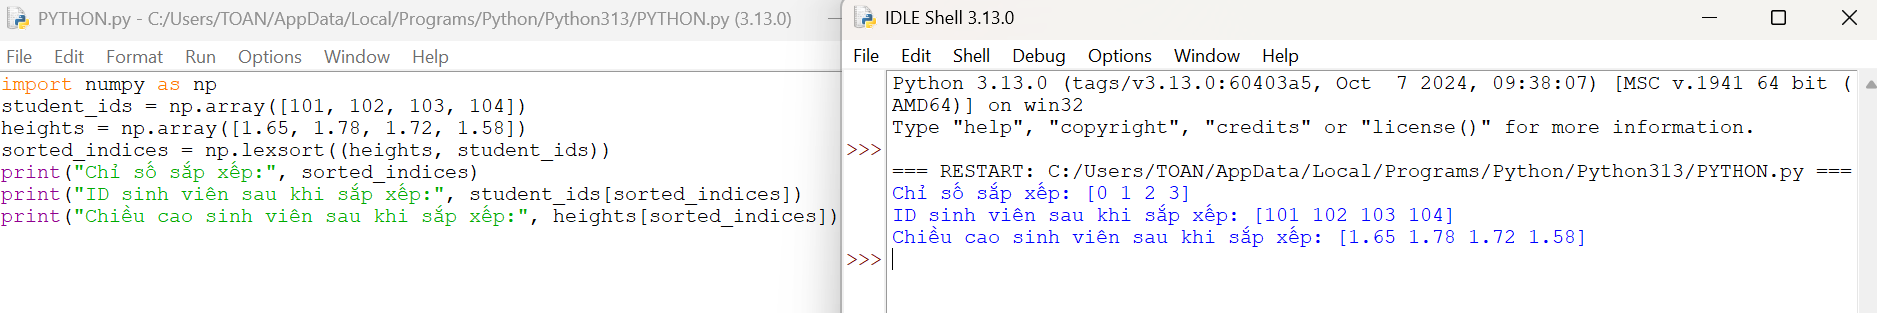 PYTHON.py - C:/Users/TOAN/AppData/Local/Programs/Python/Python313/PYTHON.py (3.13.0)
File Edit Format Run Options Window Help
import numpy as np
student_ids = np.array([101, 102, 103, 104])
heights = np.array([1.65, 1.78, 1.72, 1.58])
sorted_indices = np.lexsort((heights, student_ids))
print("Chỉ số sắp xếp:", sorted_indices)
print("ID sinh viên sau khi sắp xếp:", student_ids[sorted_indices])
print("Chiều cao sinh viên sau khi sắp xếp:", heights[sorted_indices])
IDLE Shell 3.13.0
File Edit Shell Debug Options Window Help
Python 3.13.0 (tags/v3.13.0:60403a5, Oct  7 2024, 09:38:07) [MSC v.1941 64 bit (
AMD64)] on win32
Type "help", "copyright", "credits" or "license()" for more information.
>>>
=== RESTART: C:/Users/TOAN/AppData/Local/Programs/Python/Python313/PYTHON.py ===
Chỉ số sắp xếp: [0 1 2 3]
ID sinh viên sau khi sắp xếp: [101 102 103 104]
Chiều cao sinh viên sau khi sắp xếp: [1.65 1.78 1.72 1.58]
>>>